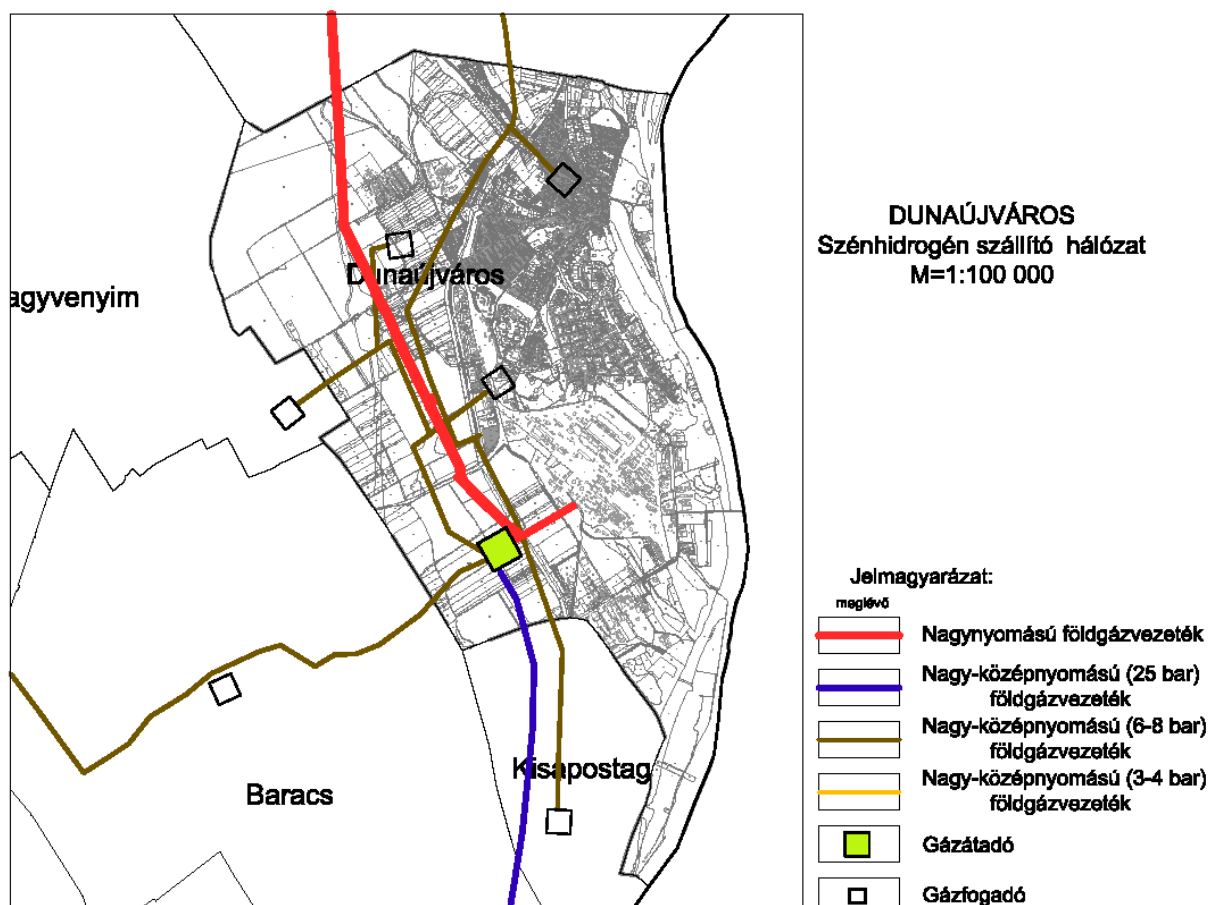 DUNAÚJVÁROS
Szénhidrogén szállító hálózat
M=1:100 000
Dunaújváros
agyvenyim
Kisapostag
Baracs
Jelmagyarázat:
meglévő
Nagynyomású földgázvezeték
Nagy-középnyomású (25 bar)
földgázvezeték
Nagy-középnyomású (6-8 bar)
földgázvezeték
Nagy-középnyomású (3-4 bar)
földgázvezeték
Gázátadó
Gázfogadó